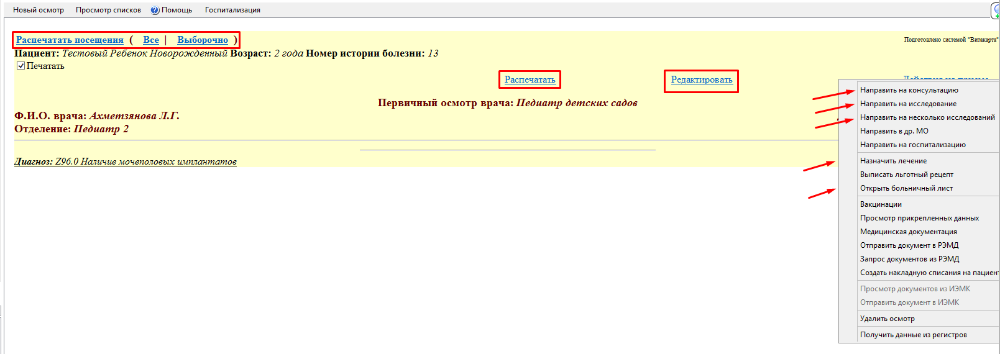 Новый осмотр Просмотр списков Помощь Госпитализация
Распечатать посещения ( Все | Выборочно )
Подготовлено системой "Витакарта"
Пациент: Тестовый Ребенок Новорожденный Возраст: 2 года Номер истории болезни: 13
Печатать
Распечатать Редактировать
Первичный осмотр врача: Педиатр детских садов
Ф.И.О. врача: Ахметзянова Л.Г.
Отделение: Педиатр 2
Диагноз: Z96.0 Наличие мочеполовых имплантатов
Направить на консультацию
Направить на исследование
Направить на несколько исследований
Направить в др. МО
Направить на госпитализацию
Назначить лечение
Выписать льготный рецепт
Открыть больничный лист
Вакцинации
Просмотр прикрепленных данных
Медицинская документация
Отправить документ в РЭМД
Запрос документов из РЭМД
Создать накладную списания на пациен
Просмотр документов из ИЭМК
Отправить документ в ИЭМК
Удалить осмотр
Получить данные из регистров